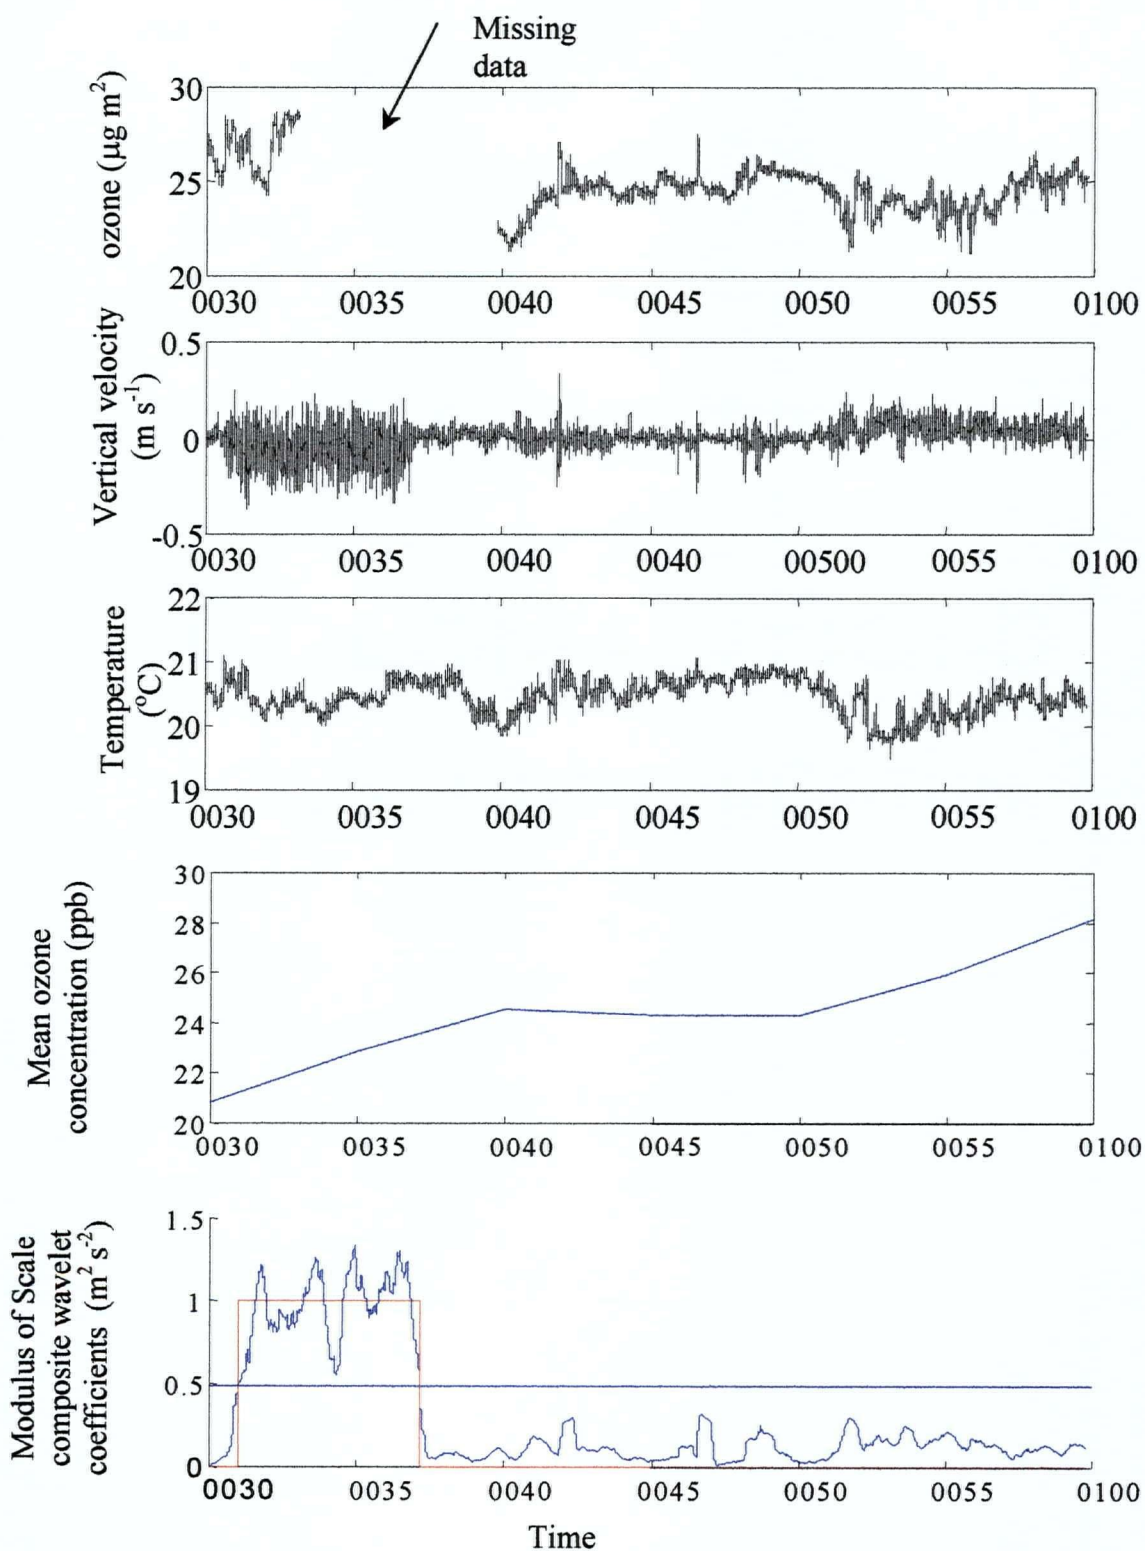 Missing
data
ozone (μg m²)
30
25
20
0030 0035 0040 0045 0050 0055 0100
Vertical velocity
(m s⁻¹)
0.5
0
-0.5
0030 0035 0040 0040 00500 0055 0100
Temperature
(°C)
22
21
20
19
0030 0035 0040 0045 0050 0055 0100
Mean ozone
concentration (ppb)
30
28
26
24
22
20
0030 0035 0040 0045 0050 0055 0100
Modulus of Scale
composite wavelet
coefficients (m² s⁻²)
1.5
1
0.5
0
0030 0035 0040 0045 0050 0055 0100
Time